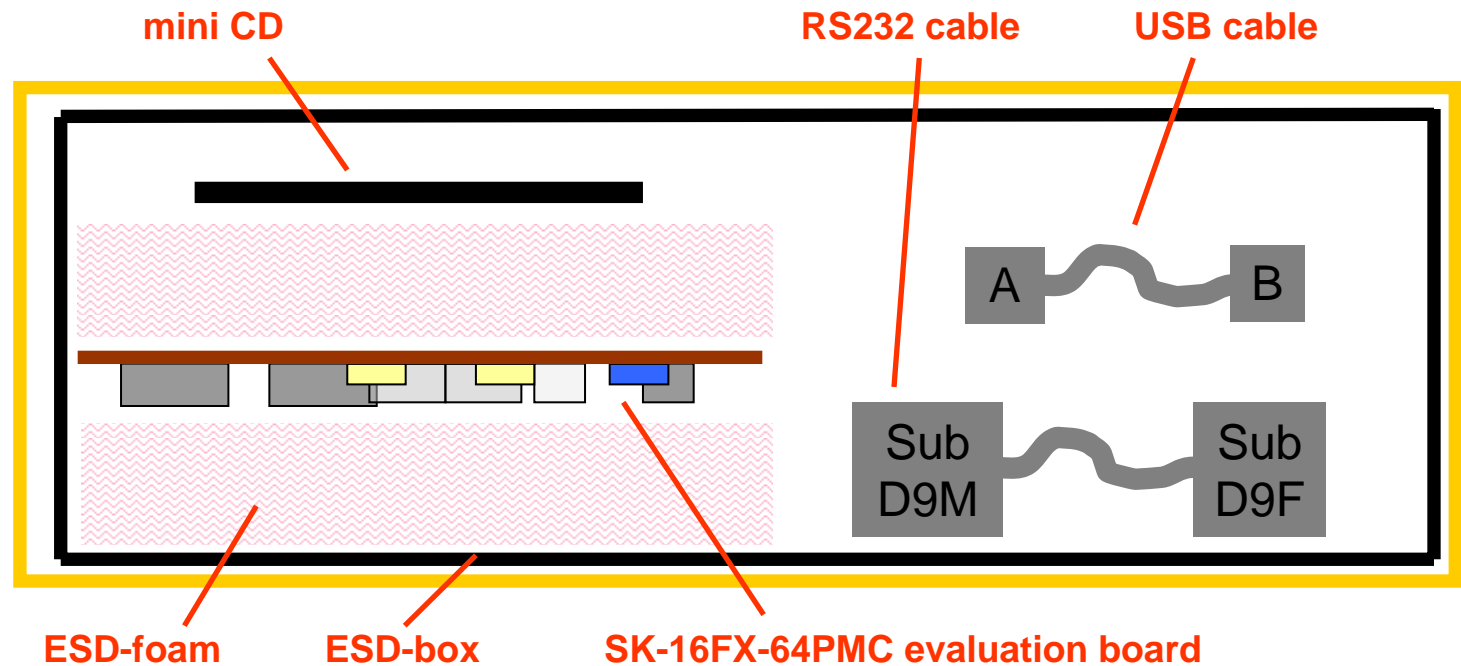 mini CD
RS232 cable
USB cable
A
B
Sub
D9M
Sub
D9F
ESD-foam
ESD-box
SK-16FX-64PMC evaluation board